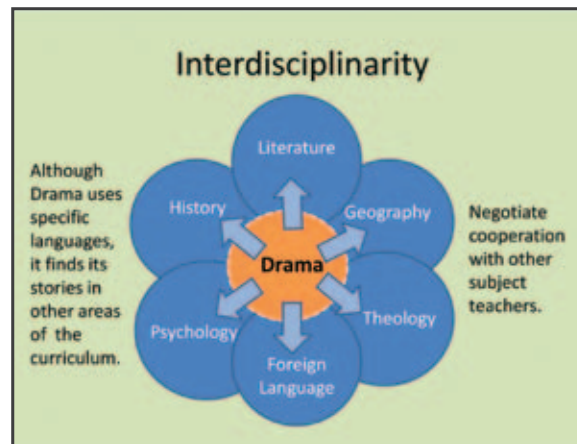 Interdisciplinarity
Although
Drama uses
specific
languages,
it finds its
stories in
other areas
of the
curriculum.
Literature
History
Geography
Drama
Psychology
Theology
Foreign
Language
Negotiate
cooperation
with other
subject
teachers.